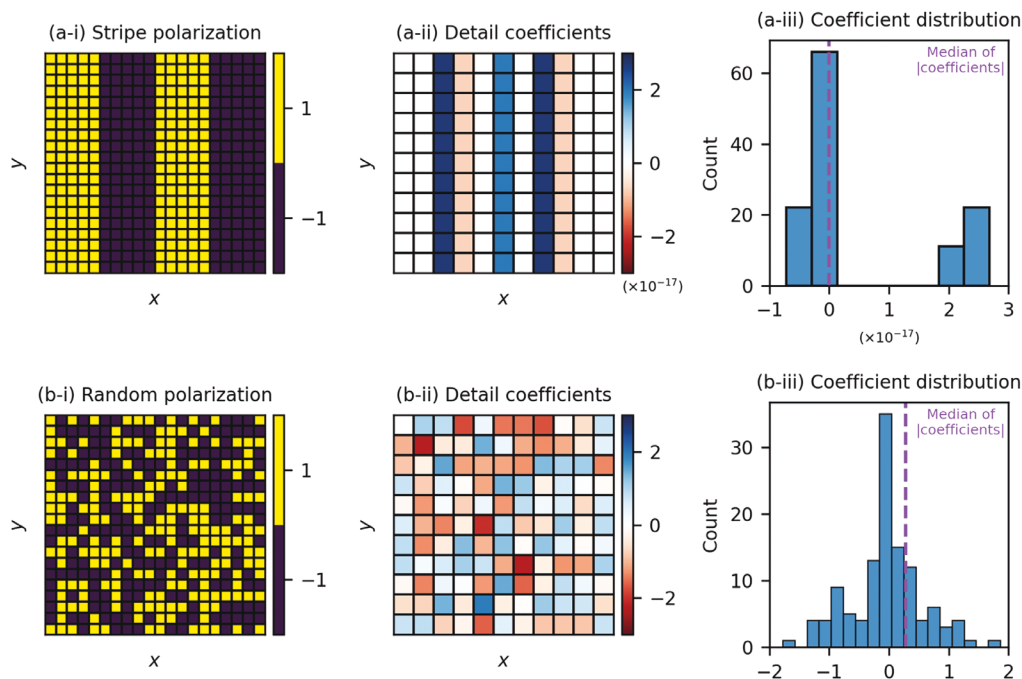 (a-i) Stripe polarization
1
−1
y
x
(a-ii) Detail coefficients
2
0
−2
(×10⁻¹⁷)
y
x
(a-iii) Coefficient distribution
Median of
|coefficients|
60
40
20
0
Count
−1 0 1 2 3
(×10⁻¹⁷)
(b-i) Random polarization
1
−1
y
x
(b-ii) Detail coefficients
2
0
−2
y
x
(b-iii) Coefficient distribution
Median of
|coefficients|
30
20
10
0
Count
−2 −1 0 1 2